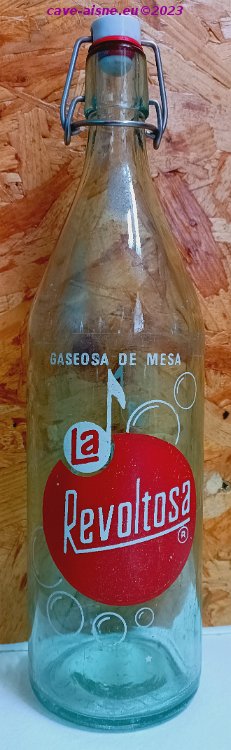 cave-aisne.eu©2023
GASEOSA DE MESA
La
Revoltosa
®